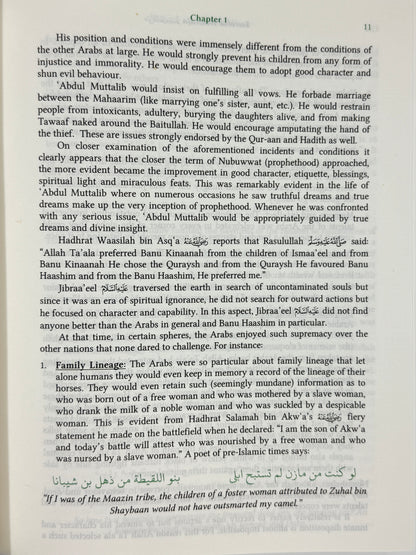 Chapter 1
11
His position and conditions were immensely different from the conditions of
the other Arabs at large. He would strongly prevent his children from any form of
injustice and immorality. He would encourage them to adopt good character and
shun evil behaviour.
'Abdul Muttalib would insist on fulfilling all vows. He forbade marriage
between the Mahaarim (like marrying one's sister, aunt, etc.). He would restrain
people from intoxicants, adultery, burying the daughters alive, and from making
Tawaaf naked around the Baitullah. He would encourage amputating the hand of
the thief. These are issues strongly endorsed by the Qur-aan and Hadith as well.
On closer examination of the aforementioned incidents and conditions it
clearly appears that the closer the term of Nubuwwat (prophethood) approached,
the more evident became the improvement in good character, etiquette, blessings,
spiritual light and miraculous feats. This was remarkably evident in the life of
'Abdul Muttalib where on numerous occasions he saw truthful dreams and true
dreams make up the very inception of prophethood. Whenever he was confronted
with any serious issue, 'Abdul Muttalib would be appropriately guided by true
dreams and divine insight.
Hadhrat Waasilah bin Asq'a رضي الله عنه reports that Rasulullah صلى الله عليه وسلم said:
"Allah Ta'ala preferred Banu Kinaanah from the children of Ismaa'eel and from
Banu Kinaanah He chose the Quraysh and from the Quraysh He favoured Banu
Haashim and from the Banu Haashim, He preferred me."
Jibraa'eel عليه السلام traversed the earth in search of uncontaminated souls but
since it was an era of spiritual ignorance, he did not search for outward actions but
he focused on character and capability. In this aspect, Jibraa'eel عليه السلام did not find
anyone better than the Arabs in general and Banu Haashim in particular.
At that time, in certain spheres, the Arabs enjoyed such supremacy over the
other nations that none dared to challenge. For instance:
1. Family Lineage: The Arabs were so particular about family lineage that let
alone humans they would even keep in memory a record of the lineage of their
horses. They would even retain such (seemingly mundane) information as to
who was born out of a free woman and who was mothered by a slave woman,
who drank the milk of a noble woman and who was suckled by a despicable
woman. This is evident from Hadhrat Salamah bin Akw'a's رضي الله عنه fiery
statement he made on the battlefield when he declared: "I am the son of Akw'a
and today's battle will attest who was nourished by a free woman and who
was nursed by a slave woman." A poet of pre-Islamic times says:
لو كنت من مازن لم تستبح ابلى بنو اللقيطة من ذهل بن شيبانا
"If I was of the Maazin tribe, the children of a foster woman attributed to Zuhal bin
Shaybaan would not have outsmarted my camel."